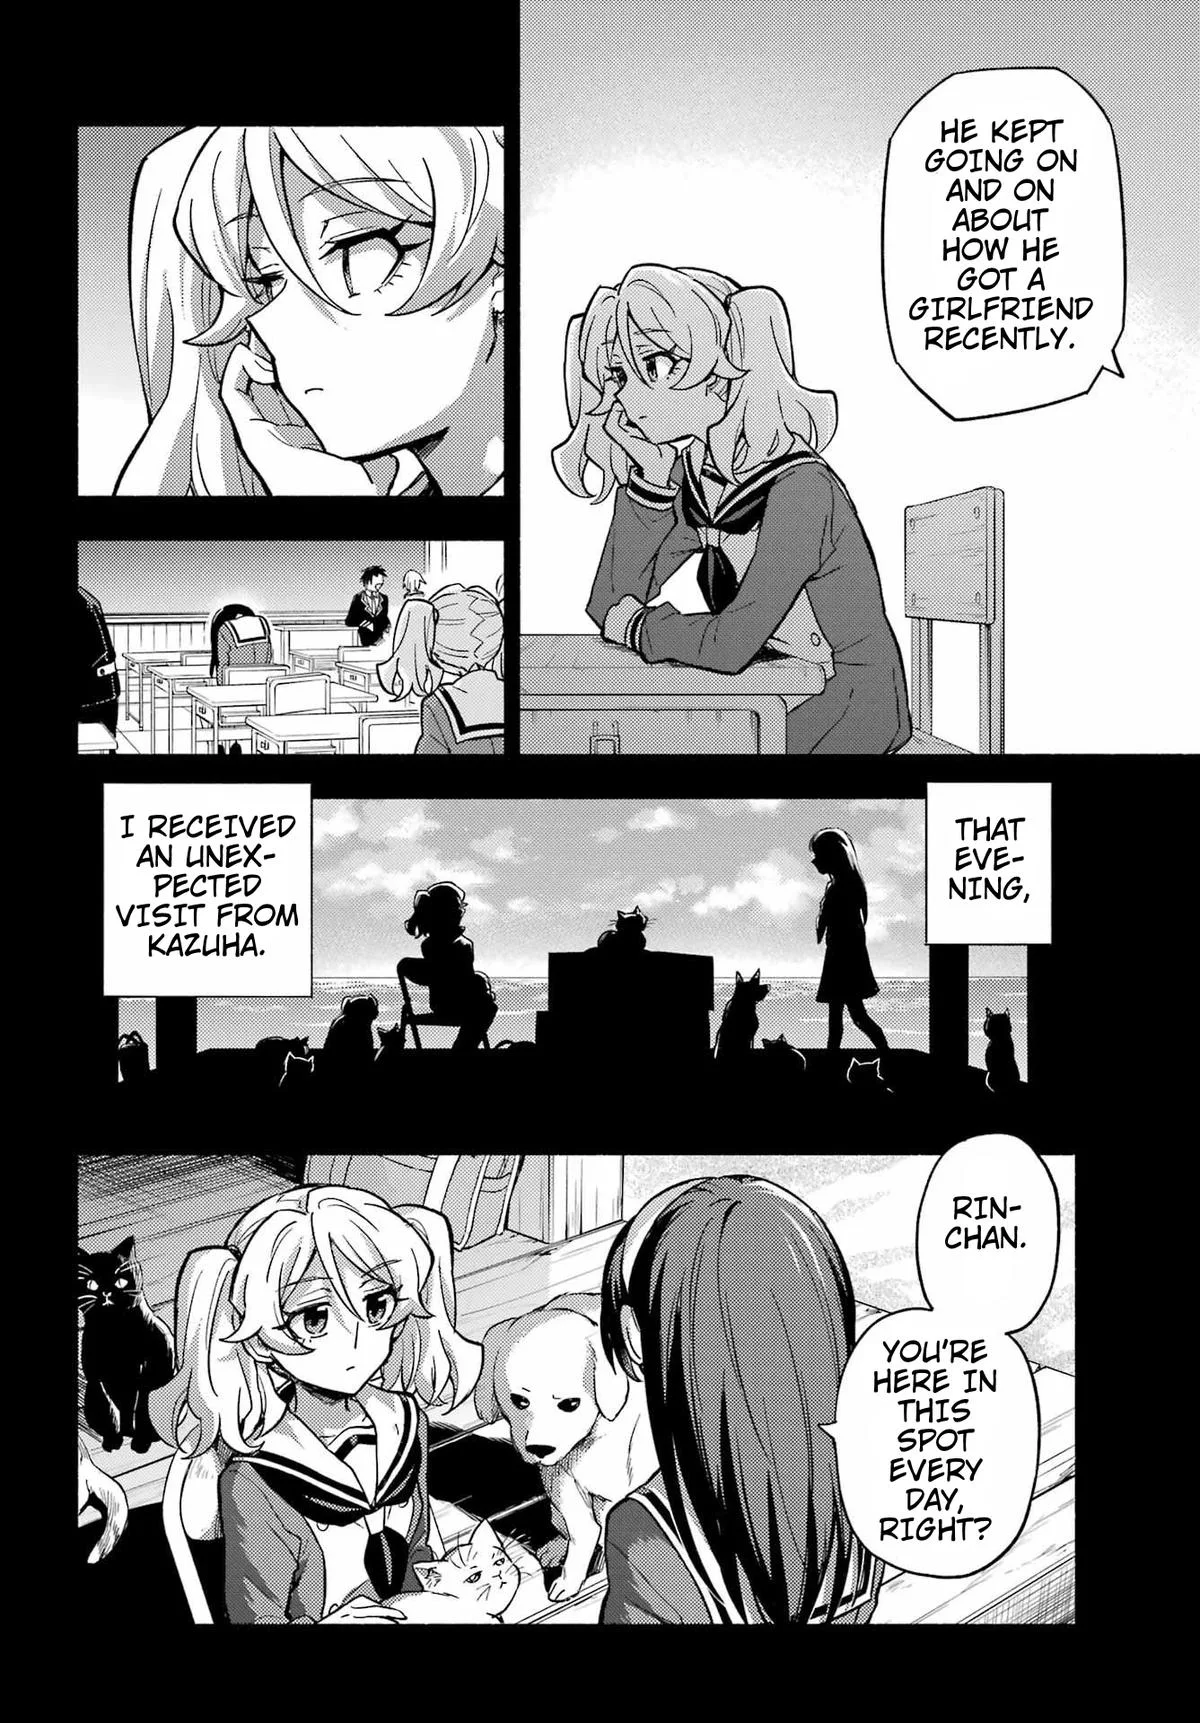 HE KEPT
GOING ON
AND ON
ABOUT
HOW HE
GOT A
GIRLFRIEND
RECENTLY.
THAT
EVE-
NING,
I RECEIVED
AN UNEX-
PECTED
VISIT FROM
KAZUHA.
RIN-
CHAN.
YOU'RE
HERE IN
THIS
SPOT
EVERY
DAY,
RIGHT?